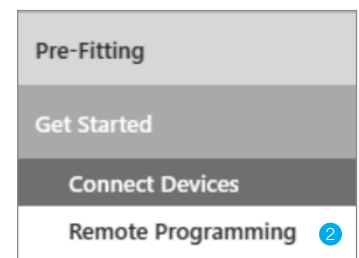 Pre-Fitting
Get Started
Connect Devices
Remote Programming 2